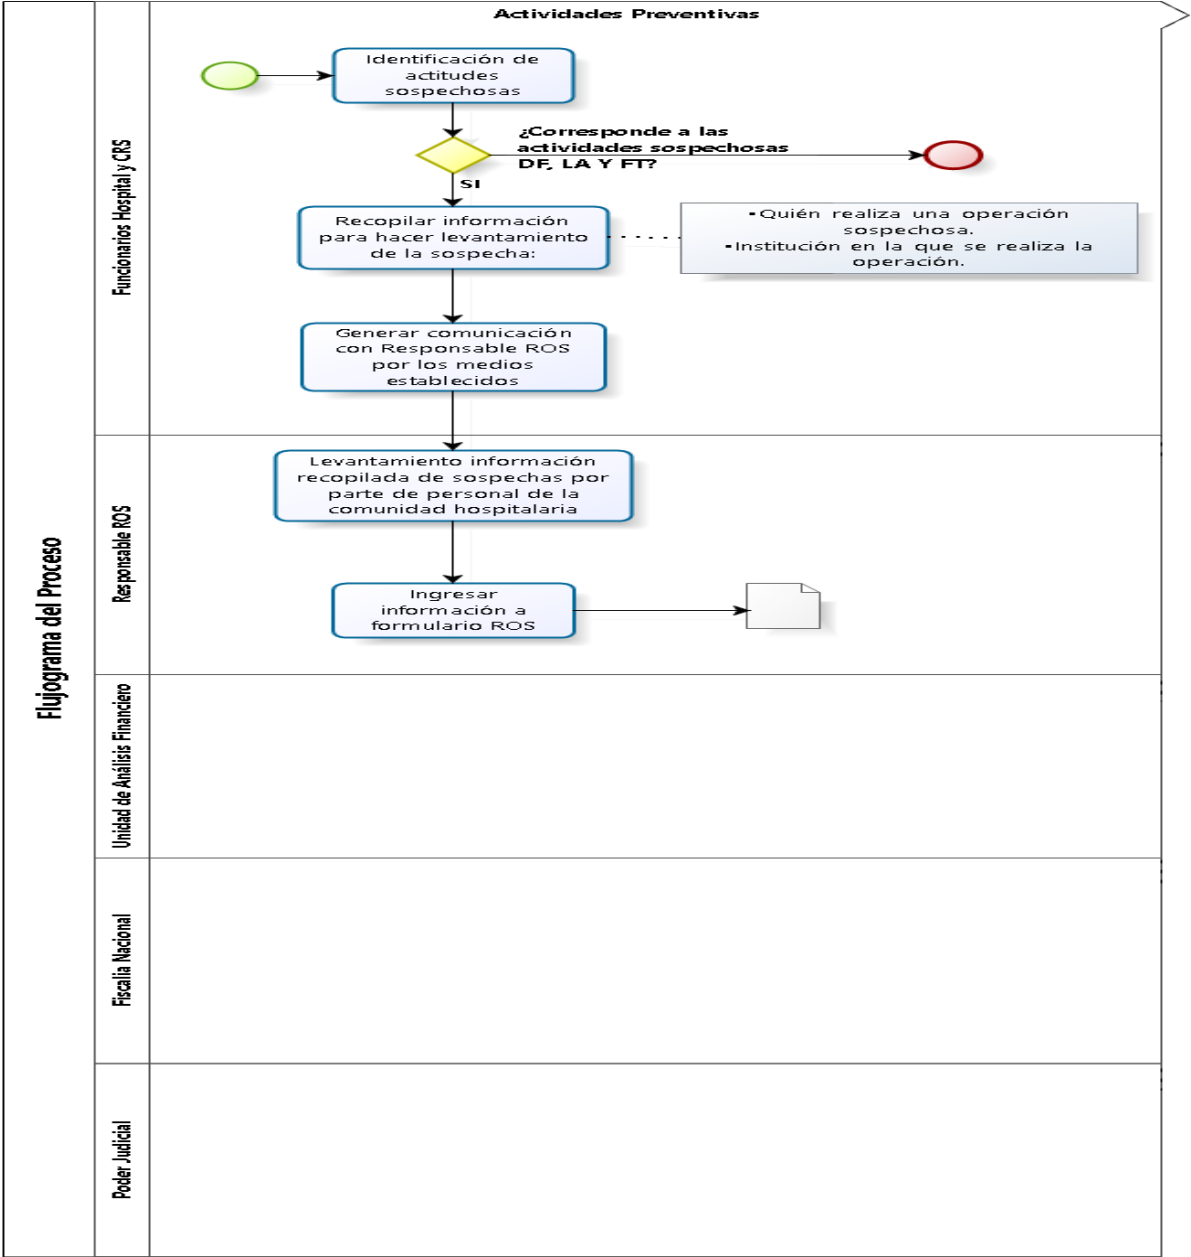 Actividades Preventivas
Flujograma del Proceso
Funcionarios Hospital y CRS
Identificación de
actitudes
sospechosas
¿Corresponde a las
actividades sospechosas
DF, LA Y FT?
SI
Recopilar información
para hacer levantamiento
de la sospecha:
•Quién realiza una operación
sospechosa.
•Institución en la que se realiza la
operación.
Generar comunicación
con Responsable ROS
por los medios
establecidos
Responsable ROS
Levantamiento información
recopilada de sospechas por
parte de personal de la
comunidad hospitalaria
Ingresar
información a
formulario ROS
Unidad de Análisis Financiero
Fiscalia Nacional
Poder Judicial